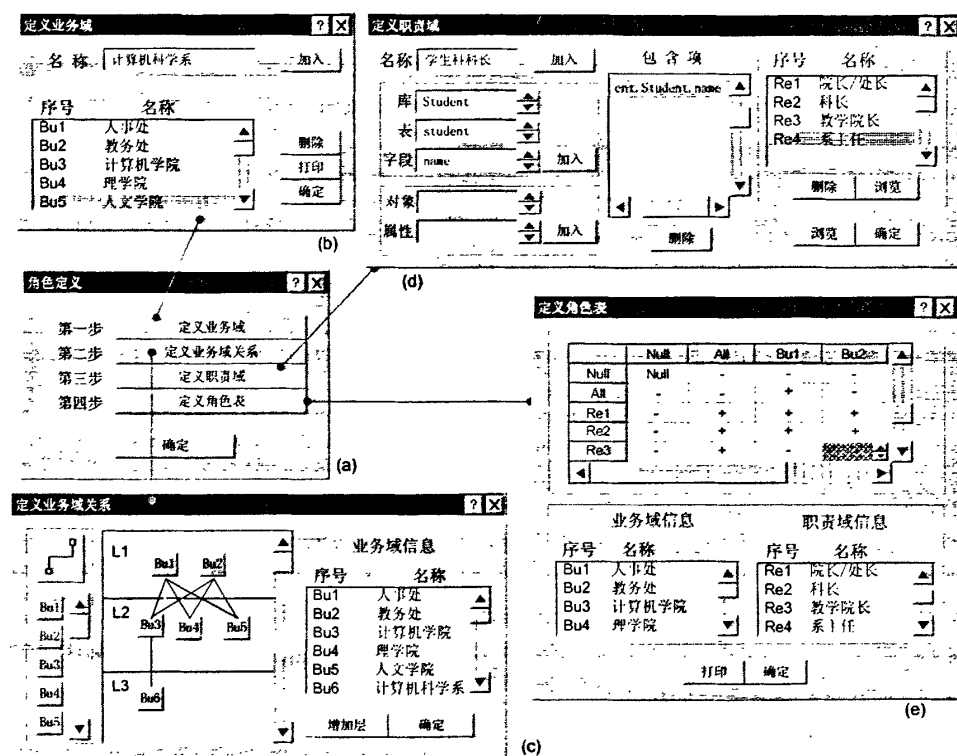 定义业务域
名 称 计算机科学系 加入
序号 名称
Bu1 人事处
Bu2 教务处
Bu3 计算机学院
Bu4 理学院
Bu5 人文学院
删除
打印
确定
(b)
定义职责域
名称 学生科科长 加入
库 Student
表 student
字段 name 加入
对象
属性 加入
包 含 项
ent.Student.name
删除
序号 名称
Re1 院长/处长
Re2 科长
Re3 教学院长
Re4 系主任
删除 浏览
浏览 确定
(d)
角色定义
第一步 定义业务域
第二步 定义业务域关系
第三步 定义职责域
第四步 定义角色表
确定
(a)
定义角色表
Null All Bu1 Bu2
Null Null - - -
All - - + -
Re1 - + + +
Re2 - + + +
Re3 - + -
业务域信息
序号 名称
Bu1 人事处
Bu2 教务处
Bu3 计算机学院
Bu4 理学院
职责域信息
序号 名称
Re1 院长/处长
Re2 科长
Re3 教学院长
Re4 系主任
打印 确定
(e)
定义业务域关系
Bu1
Bu2
Bu3
Bu4
Bu5
L1
Bu1 Bu2
L2
Bu3 Bu4 Bu5
L3
Bu6
业务域信息
序号 名称
Bu1 人事处
Bu2 教务处
Bu3 计算机学院
Bu4 理学院
Bu5 人文学院
Bu6 计算机科学系
增加层 确定
(c)